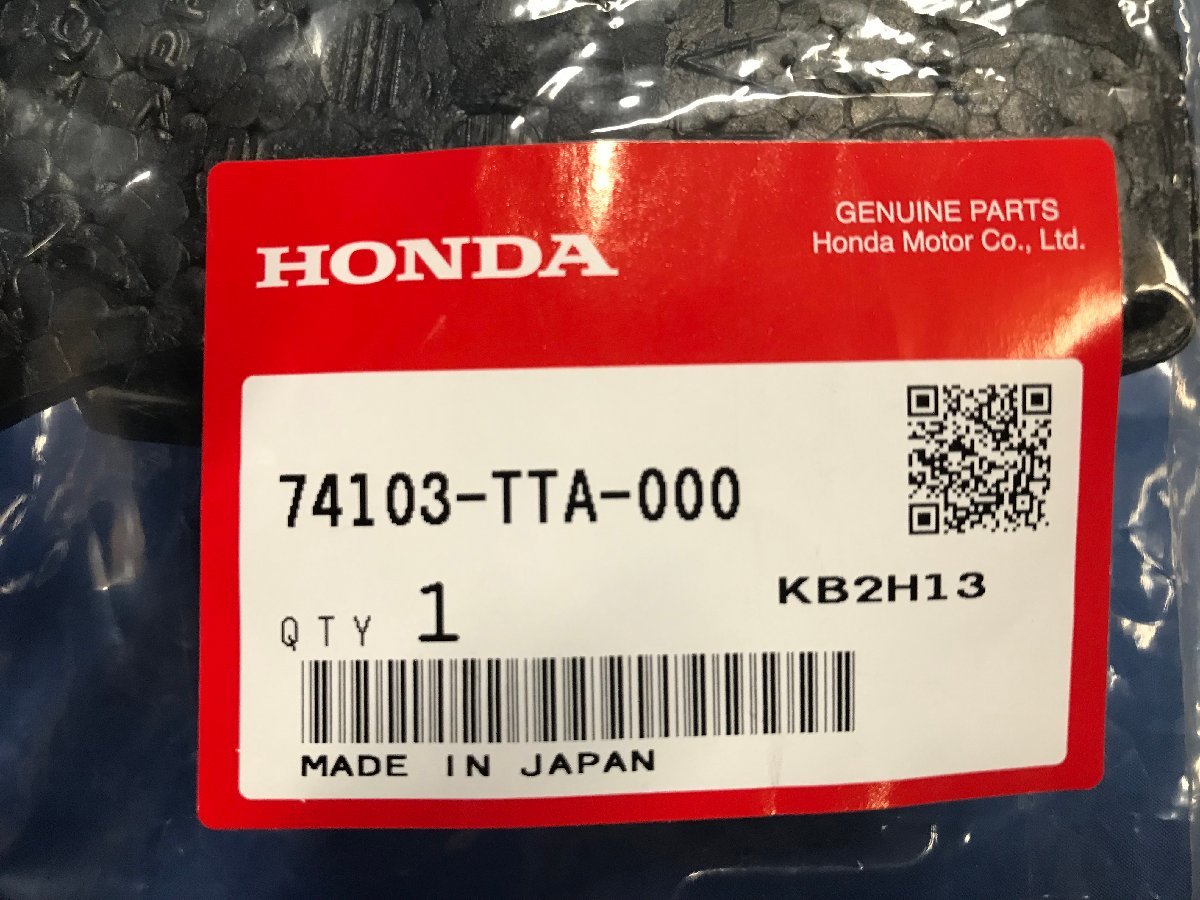 HONDA
GENUINE PARTS
Honda Motor Co., Ltd.
74103-TTA-000
KB2H13
QTY 1
MADE IN JAPAN